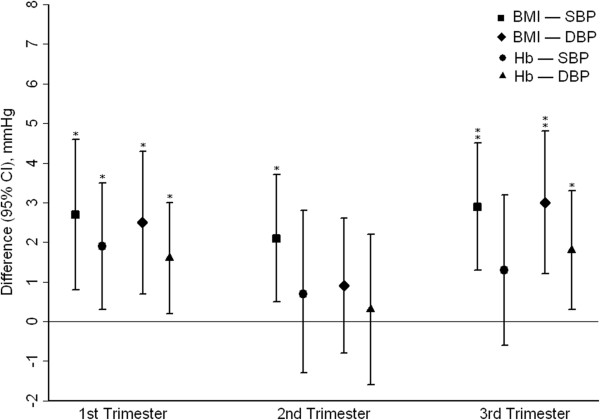 8
7
6
5
4
3
2
1
0
-1
-2
Difference (95% CI), mmHg
BMI — SBP
BMI — DBP
Hb — SBP
Hb — DBP
*
*
*
*
*
**
**
*
1st Trimester
2nd Trimester
3rd Trimester